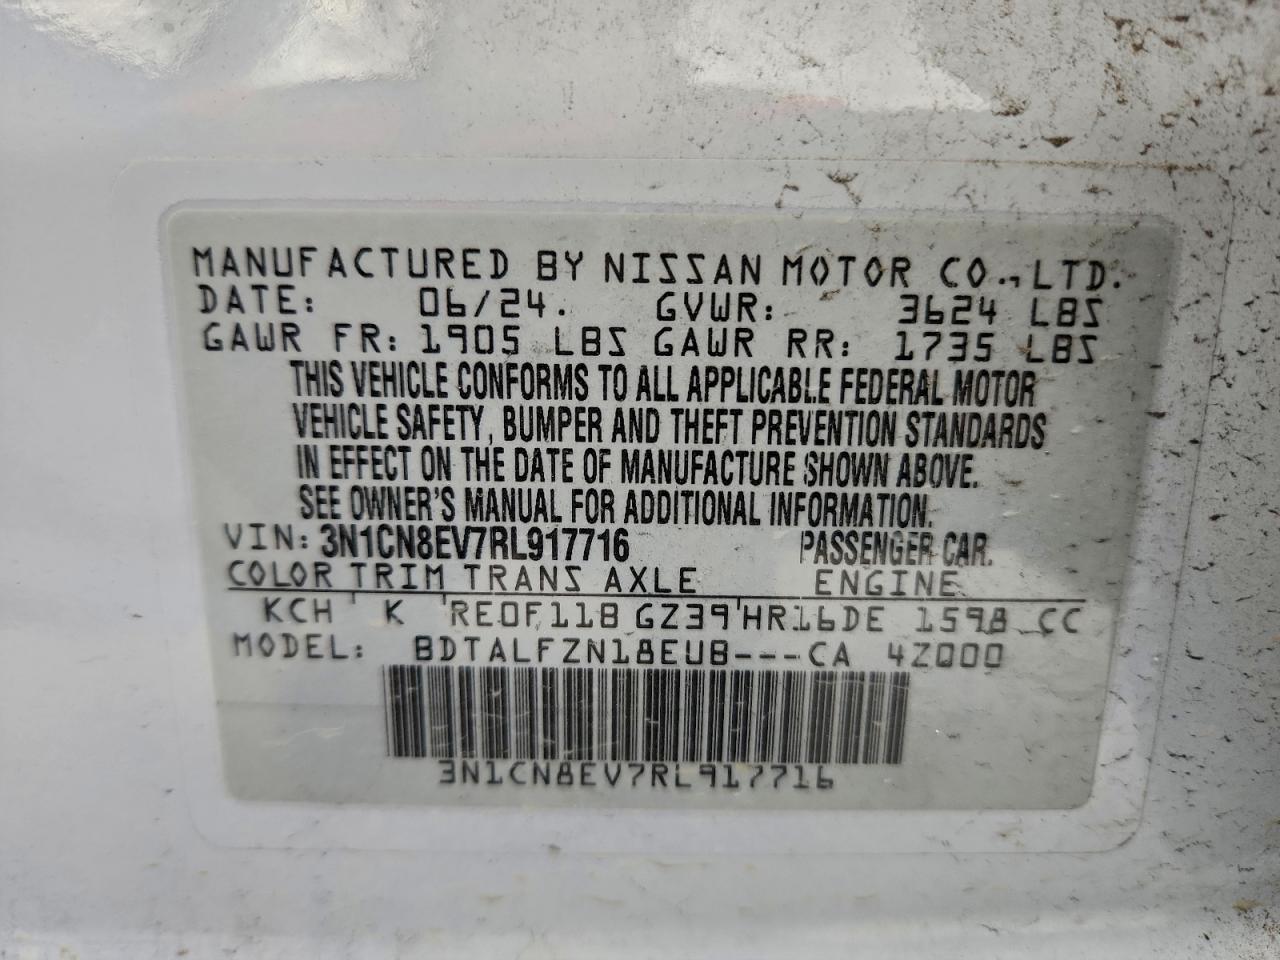 MANUFACTURED BY NISSAN MOTOR CO., LTD.
DATE: 06/24. GVWR: 3624 LBS
GAWR FR: 1905 LBS GAWR RR: 1735 LBS
THIS VEHICLE CONFORMS TO ALL APPLICABLE FEDERAL MOTOR
VEHICLE SAFETY, BUMPER AND THEFT PREVENTION STANDARDS
IN EFFECT ON THE DATE OF MANUFACTURE SHOWN ABOVE.
SEE OWNER'S MANUAL FOR ADDITIONAL INFORMATION.
VIN: 3N1CN8EV7RL917716 PASSENGER CAR.
COLOR TRIM TRANS AXLE ENGINE
KCH K RE0F11B GZ39 HR16DE 1598 CC
MODEL: BDTALFZN18EUB---CA 4Z000
3N1CN8EV7RL917716